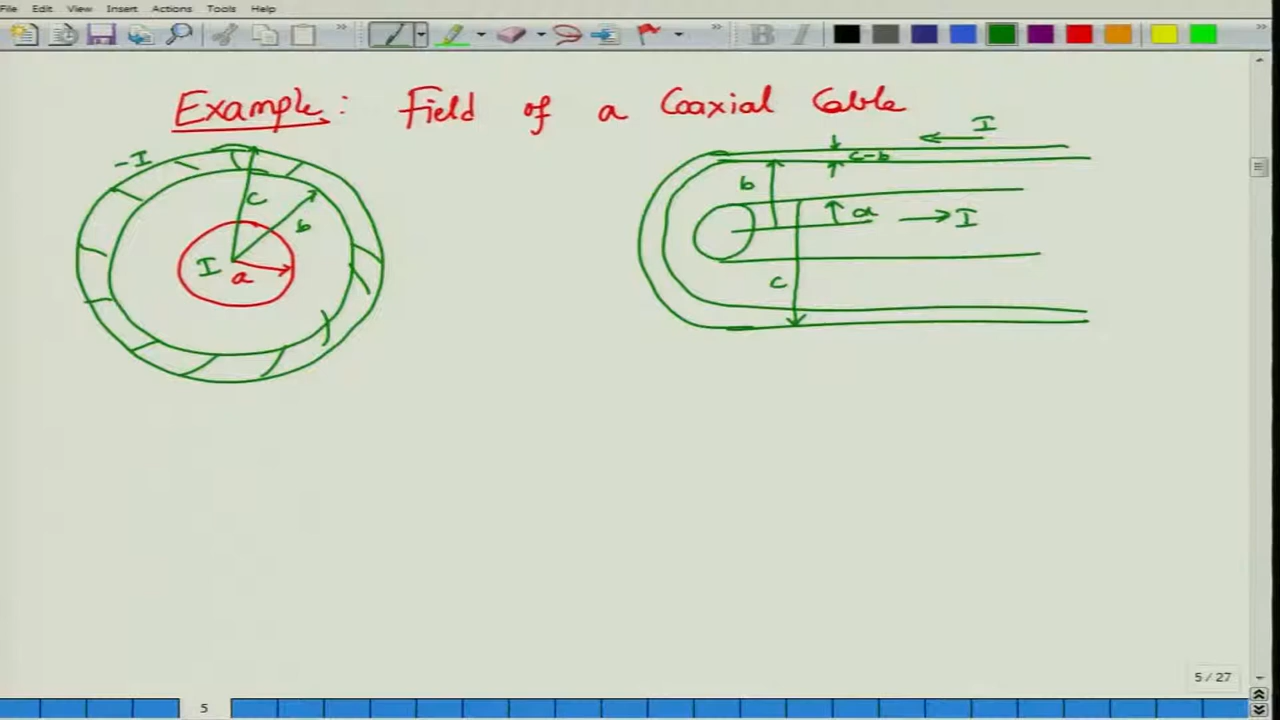 File Edit View Insert Actions Tools Help
B I
Example: Field of a Coaxial Cable
-I
c
b
I
a
I
c-b
b
a
I
c
5 / 27
5